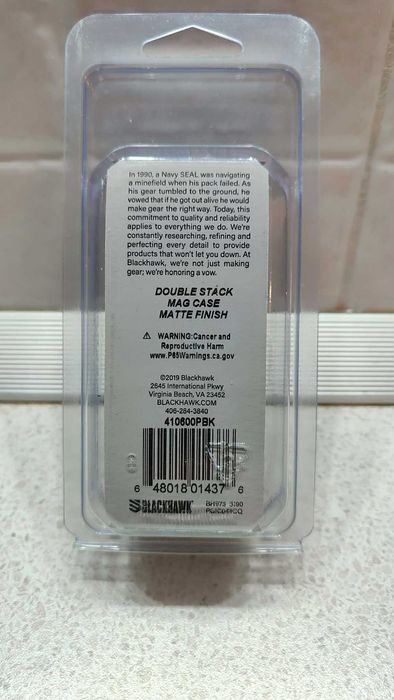 In 1990, a Navy SEAL was navigating
a minefield when his pack failed. As
his gear tumbled to the ground, he
vowed that if he got out alive he would
make gear the right way. Today, this
commitment to quality and reliability
applies to everything we do. We're
constantly researching, refining and
perfecting every detail to provide
products that won't let you down. At
Blackhawk, we're not just making
gear; we're honoring a vow.
DOUBLE STACK
MAG CASE
MATTE FINISH
⚠ WARNING:Cancer and
Reproductive Harm
www.P65Warnings.ca.gov
©2019 Blackhawk
2645 International Pkwy
Virginia Beach, VA 23452
BLACKHAWK.COM
406-284-3840
410600PBK
6 48018 01437 6
BLACKHAWK